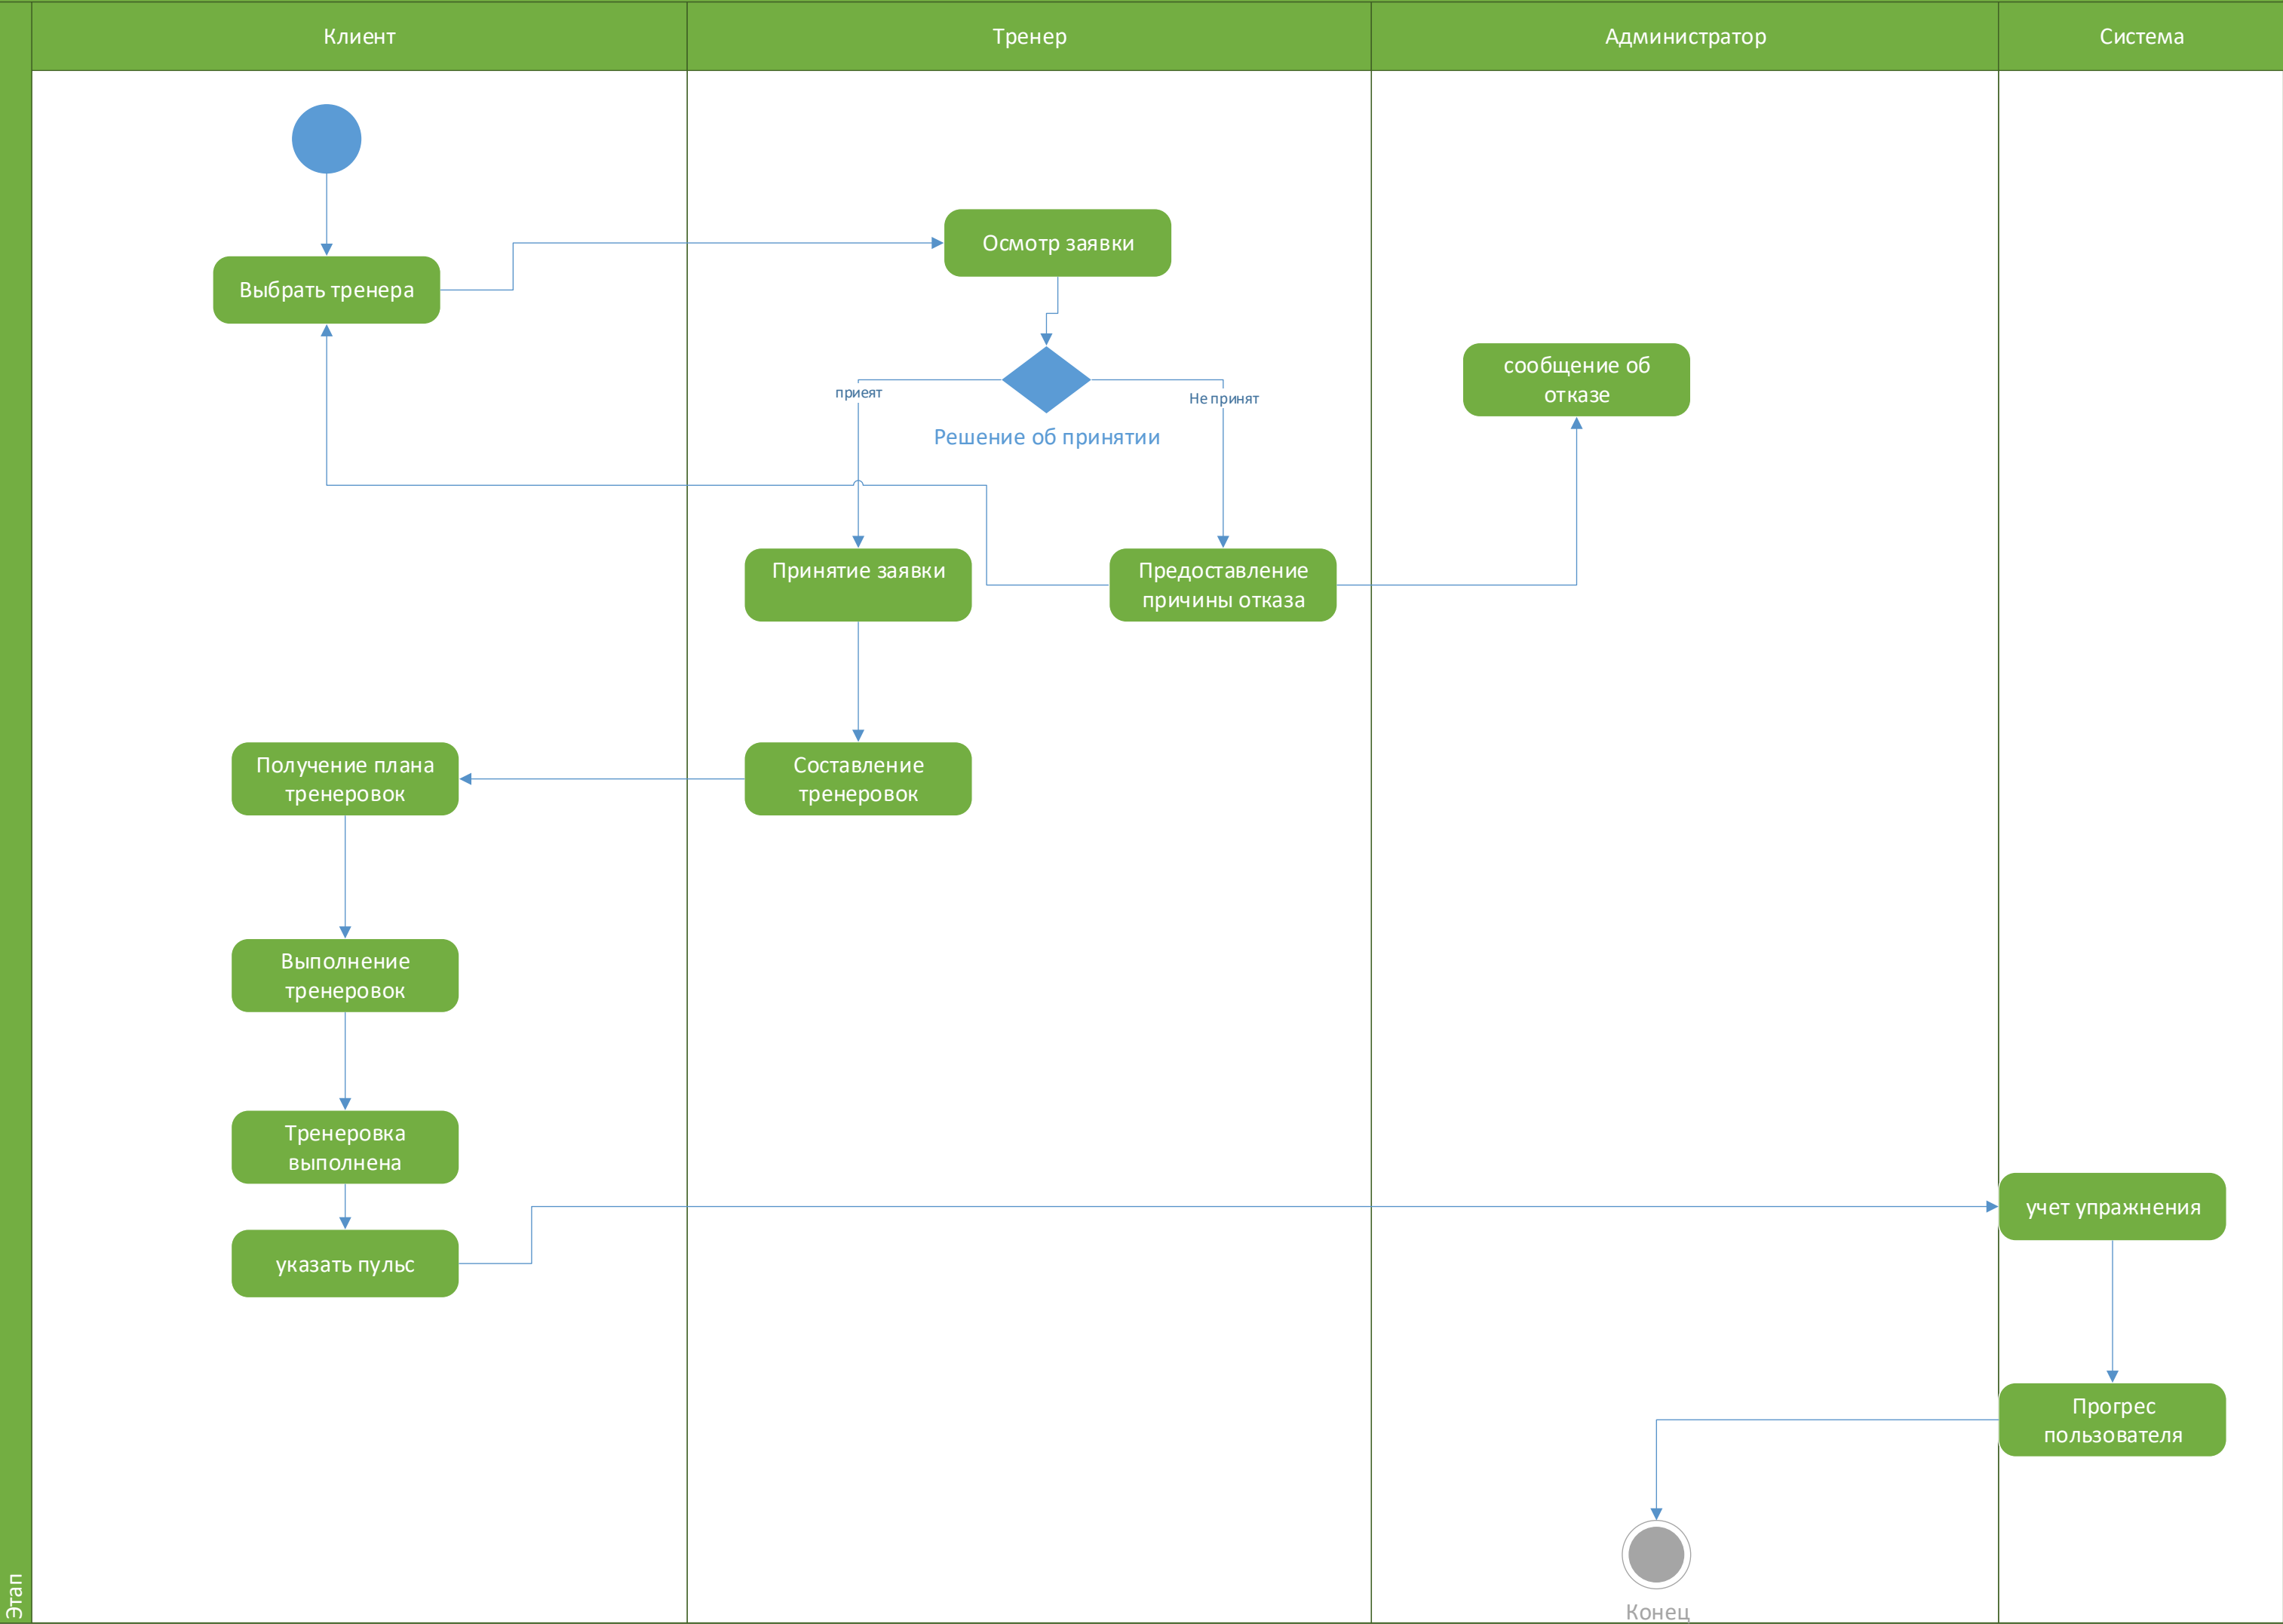 Клиент
Тренер
Администратор
Система
Осмотр заявки
Выбрать тренера
приеят
Не принят
Решение об принятии
сообщение об
отказе
Принятие заявки
Предоставление
причины отказа
Получение плана
тренеровок
Составление
тренеровок
Выполнение
тренеровок
Тренеровка
выполнена
указать пульс
учет упражнения
Прогрес
пользователя
Конец
Этап